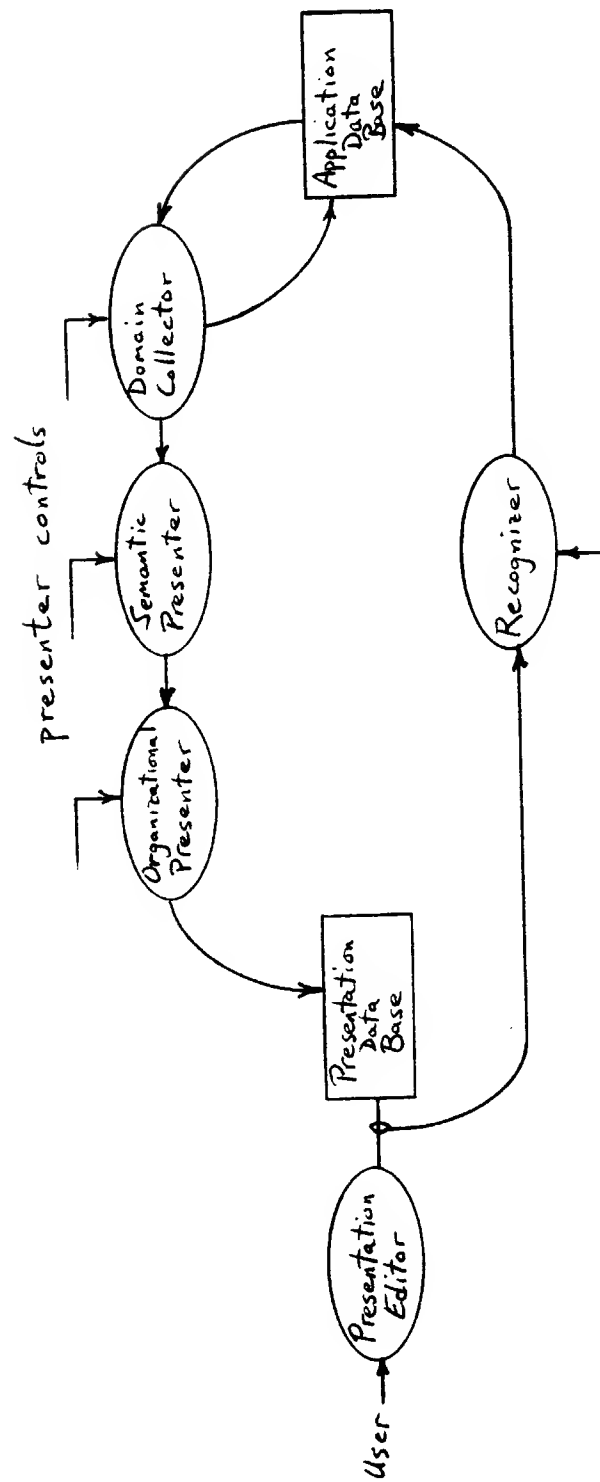 presenter controls
Organizational
Presenter
Semantic
Presenter
Domain
Collector
User
Presentation
Editor
Presentation
Data
Base
Application
Data
Base
Recognizer